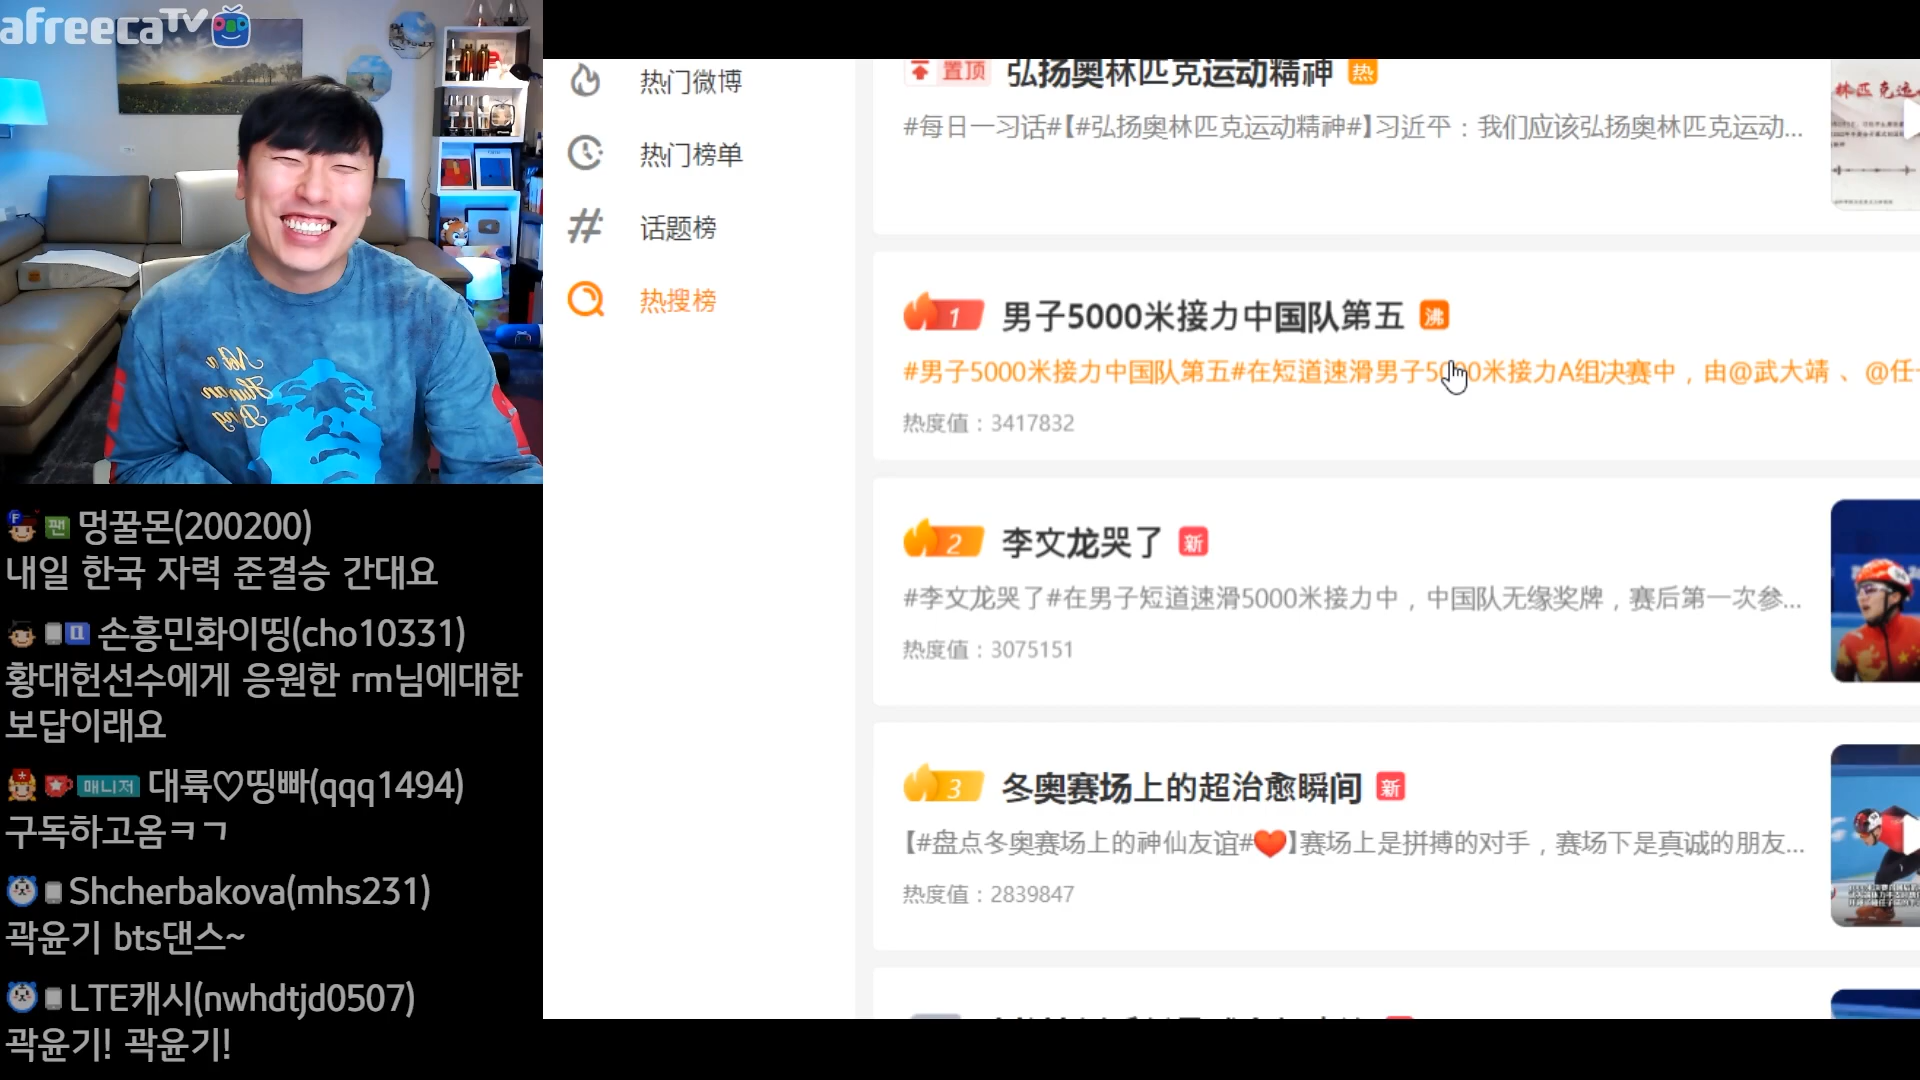 afreecaTV
Not a
Human
Being
팬 멍꿀몬(200200)
내일 한국 자력 준결승 간대요
손흥민화이띵(cho10331)
황대헌선수에게 응원한 rm님에대한
보답이래요
매니저 대륙♡띵빠(qqq1494)
구독하고옴ㅋㄱ
Shcherbakova(mhs231)
곽윤기 bts댄스~
LTE캐시(nwhdtjd0507)
곽윤기! 곽윤기!
热门微博
热门榜单
话题榜
热搜榜
置顶 弘扬奥林匹克运动精神 热
#每日一习话#【#弘扬奥林匹克运动精神#】习近平：我们应该弘扬奥林匹克运动...
林匹克运
1 男子5000米接力中国队第五 沸
#男子5000米接力中国队第五#在短道速滑男子5000米接力A组决赛中，由@武大靖 、@任
热度值：3417832
2 李文龙哭了 新
#李文龙哭了#在男子短道速滑5000米接力中，中国队无缘奖牌，赛后第一次参...
热度值：3075151
3 冬奥赛场上的超治愈瞬间 新
【#盘点冬奥赛场上的神仙友谊#❤️】赛场上是拼搏的对手，赛场下是真诚的朋友...
热度值：2839847